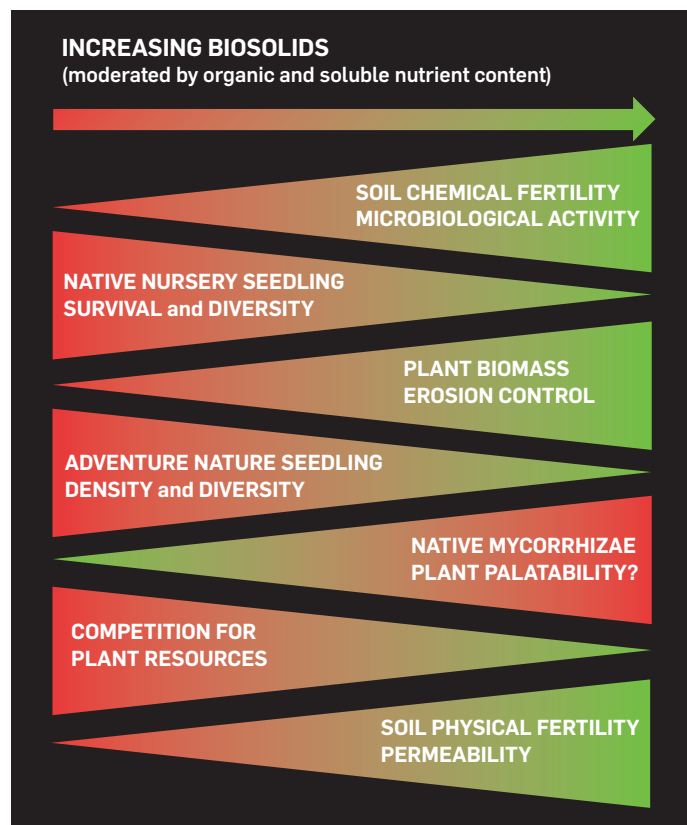 INCREASING BIOSOLIDS
(moderated by organic and soluble nutrient content)
SOIL CHEMICAL FERTILITY
MICROBIOLOGICAL ACTIVITY
NATIVE NURSERY SEEDLING
SURVIVAL and DIVERSITY
PLANT BIOMASS
EROSION CONTROL
ADVENTURE NATURE SEEDLING
DENSITY and DIVERSITY
NATIVE MYCORRHIZAE
PLANT PALATABILITY?
COMPETITION FOR
PLANT RESOURCES
SOIL PHYSICAL FERTILITY
PERMEABILITY